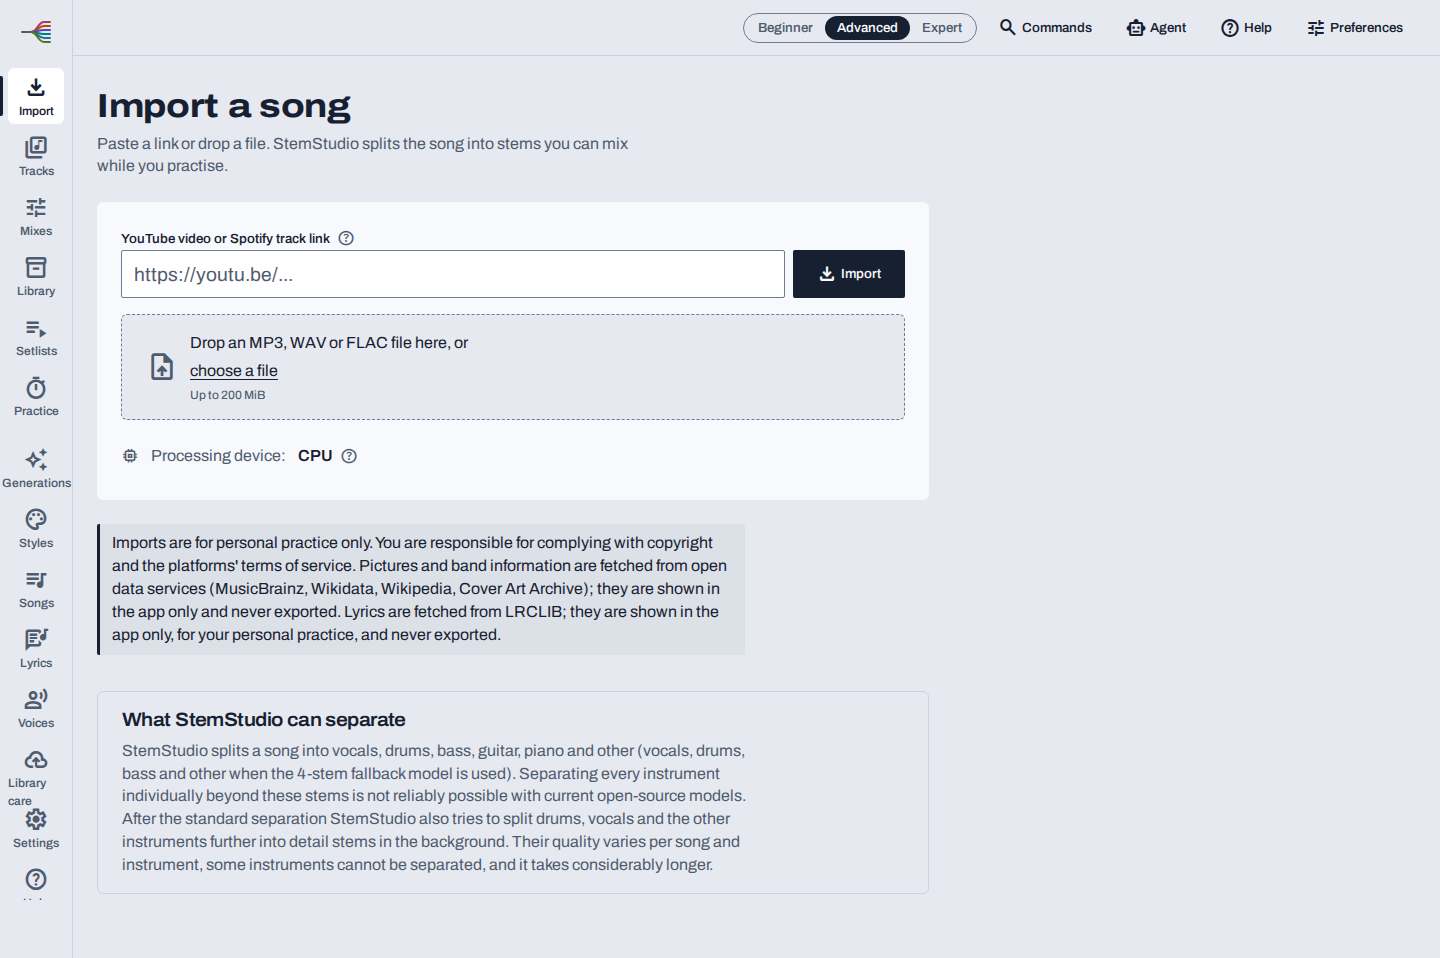 Beginner Advanced Expert Commands Agent Help Preferences
Import
Tracks
Mixes
Library
Setlists
Practice
Generations
Styles
Songs
Lyrics
Voices
Library
care
Settings
Import a song
Paste a link or drop a file. StemStudio splits the song into stems you can mix
while you practise.
YouTube video or Spotify track link
https://youtu.be/...
Import
Drop an MP3, WAV or FLAC file here, or
choose a file
Up to 200 MiB
Processing device: CPU
Imports are for personal practice only. You are responsible for complying with copyright
and the platforms' terms of service. Pictures and band information are fetched from open
data services (MusicBrainz, Wikidata, Wikipedia, Cover Art Archive); they are shown in
the app only and never exported. Lyrics are fetched from LRCLIB; they are shown in the
app only, for your personal practice, and never exported.
What StemStudio can separate
StemStudio splits a song into vocals, drums, bass, guitar, piano and other (vocals, drums,
bass and other when the 4-stem fallback model is used). Separating every instrument
individually beyond these stems is not reliably possible with current open-source models.
After the standard separation StemStudio also tries to split drums, vocals and the other
instruments further into detail stems in the background. Their quality varies per song and
instrument, some instruments cannot be separated, and it takes considerably longer.